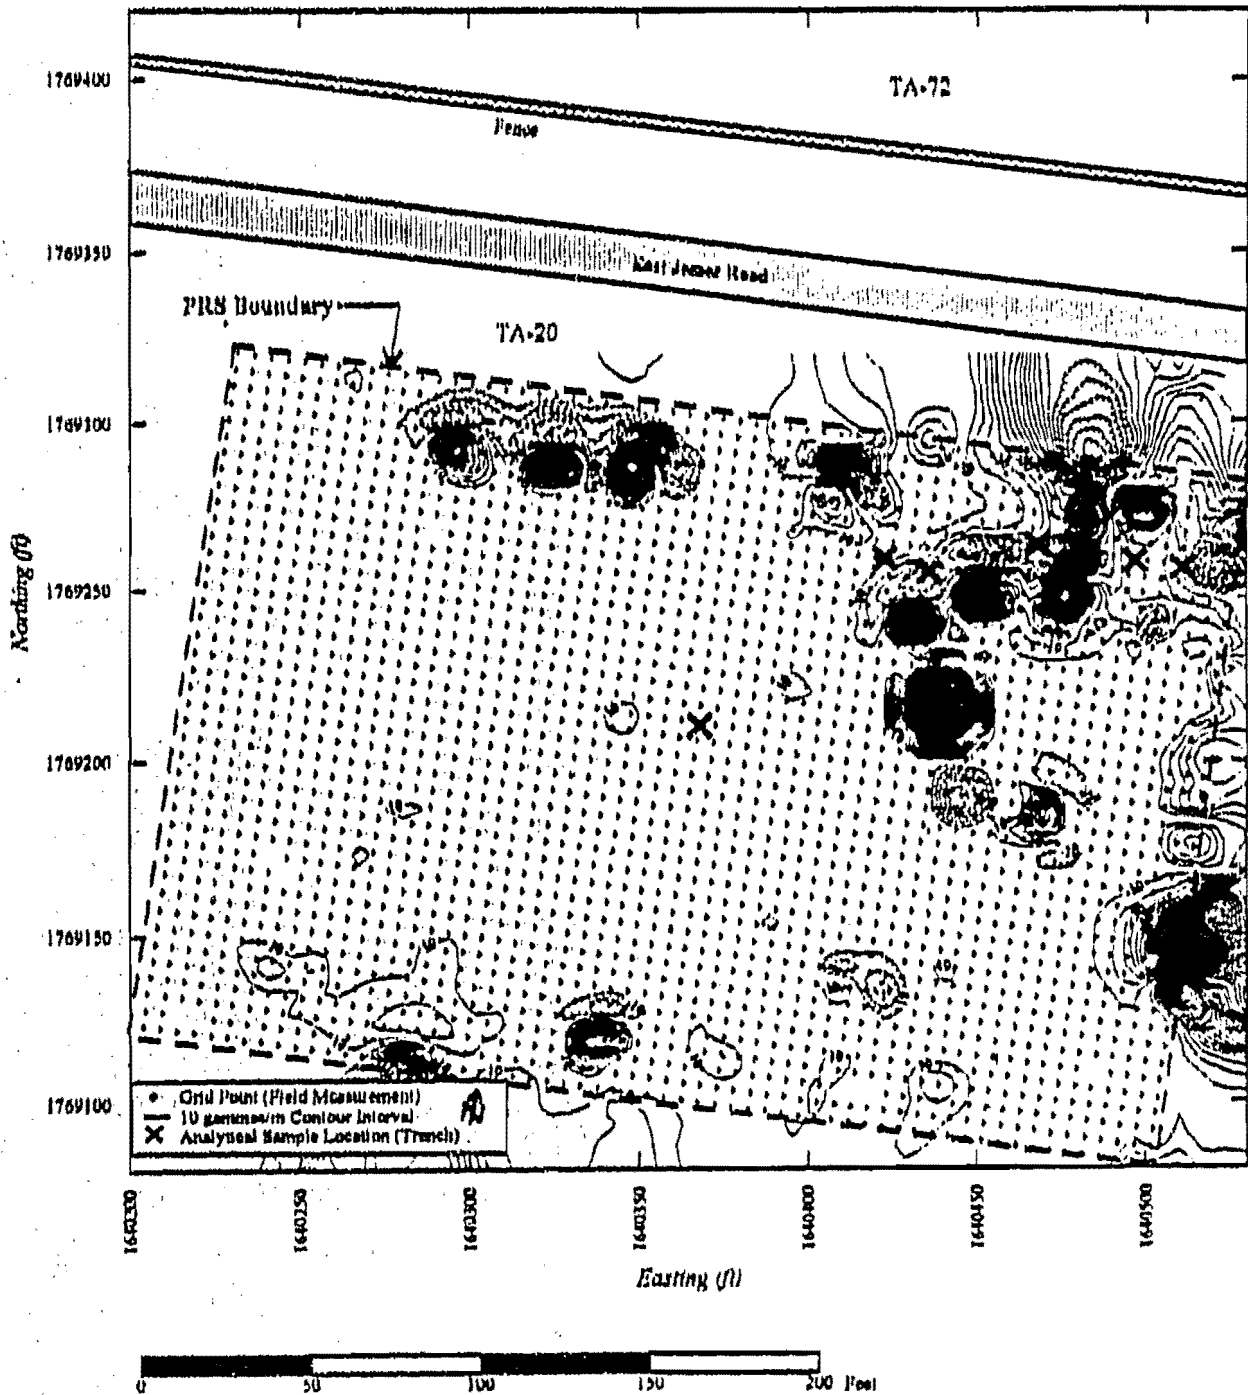 1769400
TA-72
Fence
1769350
East Jemez Road
PRS Boundary
TA-20
1769300
1769250
Northing (ft)
1769200
1769150
1769100
Grid Point (Field Measurement)
10 gammas/m Contour Interval
Analytical Sample Location (Trench)
1640200
1640250
1640300
1640350
1640400
1640450
1640500
Easting (ft)
0 50 100 150 200 Feet